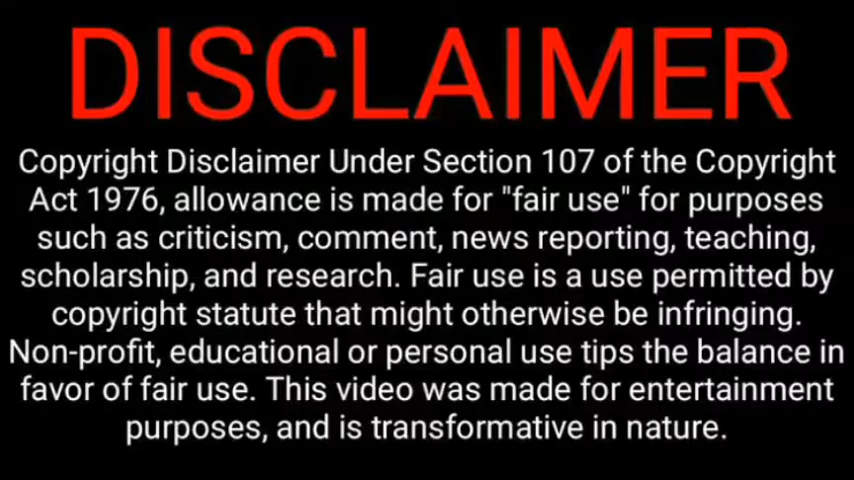 DISCLAIMER
Copyright Disclaimer Under Section 107 of the Copyright
Act 1976, allowance is made for "fair use" for purposes
such as criticism, comment, news reporting, teaching,
scholarship, and research. Fair use is a use permitted by
copyright statute that might otherwise be infringing.
Non-profit, educational or personal use tips the balance in
favor of fair use. This video was made for entertainment
purposes, and is transformative in nature.